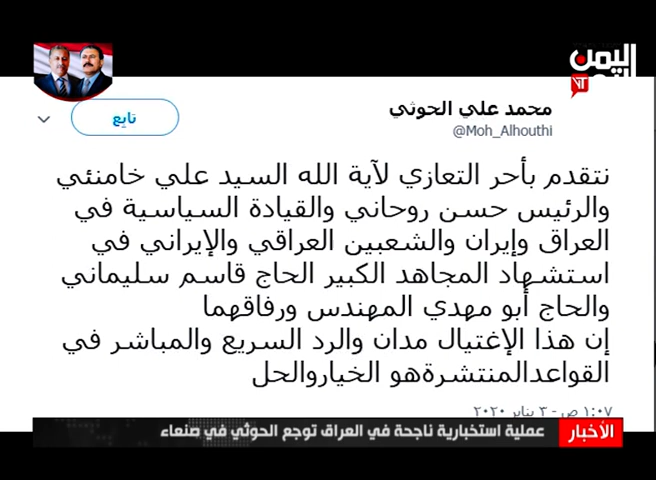 اليمن
اليوم
محمد علي الحوثي
@Moh_Alhouthi
تابع
نتقدم بأحر التعازي لآية الله السيد علي خامنئي
والرئيس حسن روحاني والقيادة السياسية في
العراق وإيران والشعبين العراقي والإيراني في
استشهاد المجاهد الكبير الحاج قاسم سليماني
والحاج أبو مهدي المهندس ورفاقهما
إن هذا الإغتيال مدان والرد السريع والمباشر في
القواعدالمنتشرةهو الخياروالحل
١:٠٧ ص - ٣ يناير ٢٠٢٠
الأخبار
عملية استخبارية ناجحة في العراق توجع الحوثي في صنعاء